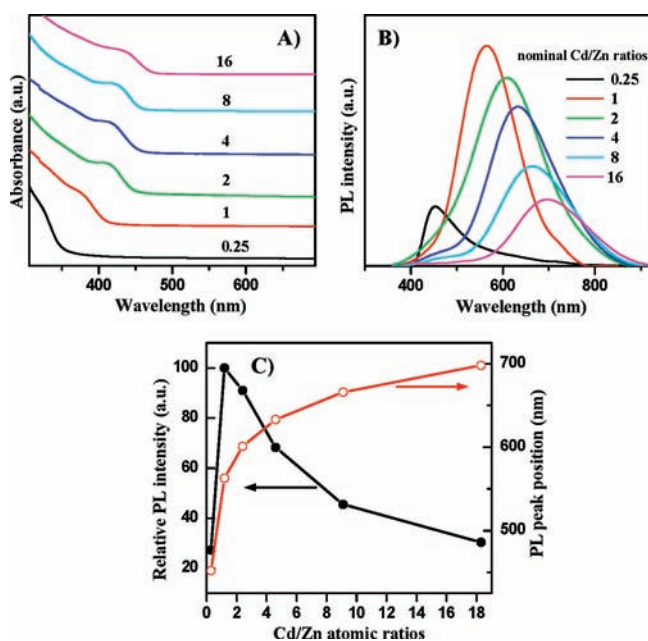 A)
16
8
4
2
1
0.25
Absorbance (a.u.)
400 500 600
Wavelength (nm)
B)
nominal Cd/Zn ratios
0.25
1
2
4
8
16
PL intensity (a.u.)
400 600 800
Wavelength (nm)
C)
100
80
60
40
20
Relative PL intensity (a.u.)
700
600
500
PL peak position (nm)
0 2 4 6 8 10 12 14 16 18
Cd/Zn atomic ratios